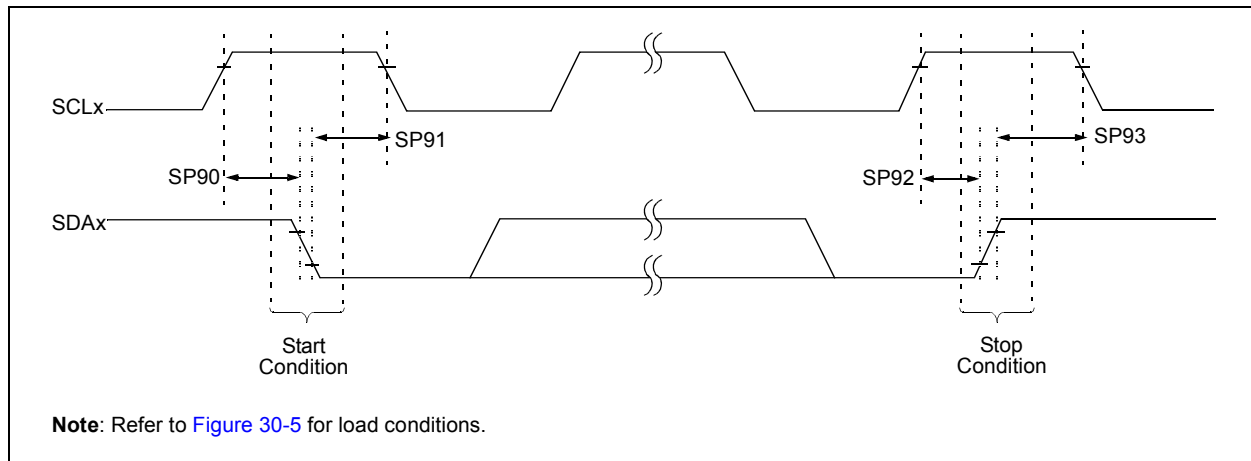 SCLx
SP91
SP93
SP90
SP92
SDAx
Start
Condition
Stop
Condition
Note: Refer to Figure 30-5 for load conditions.